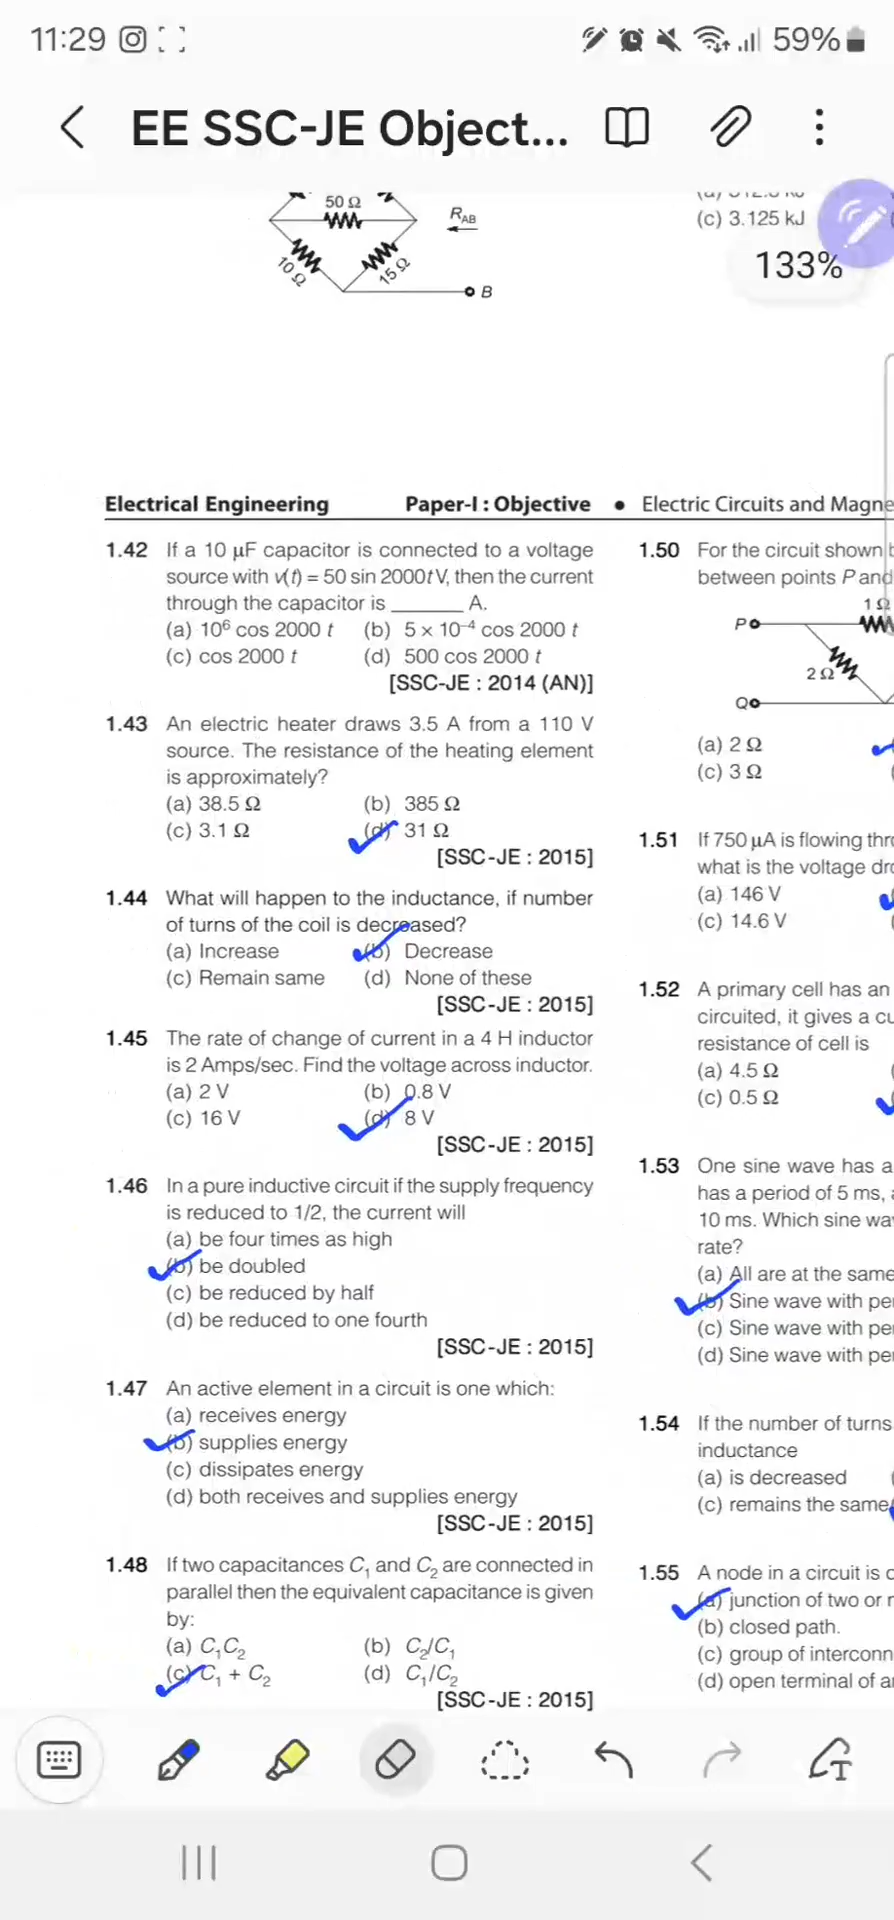 11:29 59%
EE SSC-JE Object...
50 Ω
R_AB
10 Ω
15 Ω
B
(c) 3.125 kJ
133%
Electrical Engineering Paper-I : Objective • Electric Circuits and Magne
1.42 If a 10 μF capacitor is connected to a voltage
source with v(t) = 50 sin 2000t V, then the current
through the capacitor is ______ A.
(a) 10⁶ cos 2000 t (b) 5 × 10⁻⁴ cos 2000 t
(c) cos 2000 t (d) 500 cos 2000 t
[SSC-JE : 2014 (AN)]
1.43 An electric heater draws 3.5 A from a 110 V
source. The resistance of the heating element
is approximately?
(a) 38.5 Ω (b) 385 Ω
(c) 3.1 Ω (d) 31 Ω
[SSC-JE : 2015]
1.44 What will happen to the inductance, if number
of turns of the coil is decreased?
(a) Increase (b) Decrease
(c) Remain same (d) None of these
[SSC-JE : 2015]
1.45 The rate of change of current in a 4 H inductor
is 2 Amps/sec. Find the voltage across inductor.
(a) 2 V (b) 0.8 V
(c) 16 V (d) 8 V
[SSC-JE : 2015]
1.46 In a pure inductive circuit if the supply frequency
is reduced to 1/2, the current will
(a) be four times as high
(b) be doubled
(c) be reduced by half
(d) be reduced to one fourth
[SSC-JE : 2015]
1.47 An active element in a circuit is one which:
(a) receives energy
(b) supplies energy
(c) dissipates energy
(d) both receives and supplies energy
[SSC-JE : 2015]
1.48 If two capacitances C₁ and C₂ are connected in
parallel then the equivalent capacitance is given
by:
(a) C₁C₂ (b) C₂/C₁
(c) C₁ + C₂ (d) C₁/C₂
[SSC-JE : 2015]
1.50 For the circuit shown
between points P and
1 Ω
P
2 Ω
Q
(a) 2 Ω
(c) 3 Ω
1.51 If 750 μA is flowing thr
what is the voltage dr
(a) 146 V
(c) 14.6 V
1.52 A primary cell has an
circuited, it gives a cu
resistance of cell is
(a) 4.5 Ω
(c) 0.5 Ω
1.53 One sine wave has a
has a period of 5 ms,
10 ms. Which sine wa
rate?
(a) All are at the same
(b) Sine wave with pe
(c) Sine wave with pe
(d) Sine wave with pe
1.54 If the number of turns
inductance
(a) is decreased
(c) remains the same
1.55 A node in a circuit is
(a) junction of two or
(b) closed path.
(c) group of interconn
(d) open terminal of a
T